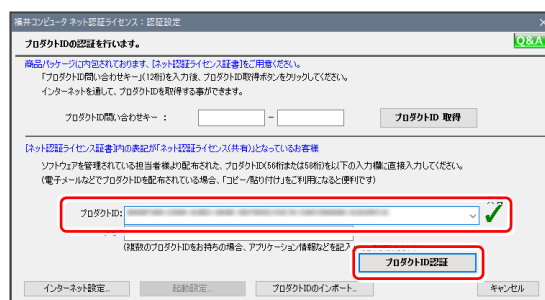 福井コンピュータ ネット認証ライセンス：認証設定
プロダクトIDの認証を行います。
Q&A
商品パッケージに内包されております、[ネット認証ライセンス証書]をご用意ください。
「プロダクトID問い合わせキー」(12桁)を入力後、プロダクトID取得ボタンをクリックしてください。
インターネットを通して、プロダクトIDを取得する事ができます。
プロダクトID問い合わせキー ： － プロダクトID 取得
[ネット認証ライセンス証書]内の表記が「ネット認証ライセンス(共有)」となっているお客様
ソフトウェアを管理されている担当者様より配布された、プロダクトID(56桁または58桁)を以下の入力欄に直接入力してください。
(電子メールなどでプロダクトIDを配布されている場合、「コピー/貼り付け」をご利用になると便利です)
プロダクトID:
(複数のプロダクトIDをお持ちの場合、アプリケーション情報などを記入
プロダクトID認証
インターネット設定... 起動設定... プロダクトIDのインポート... キャンセル